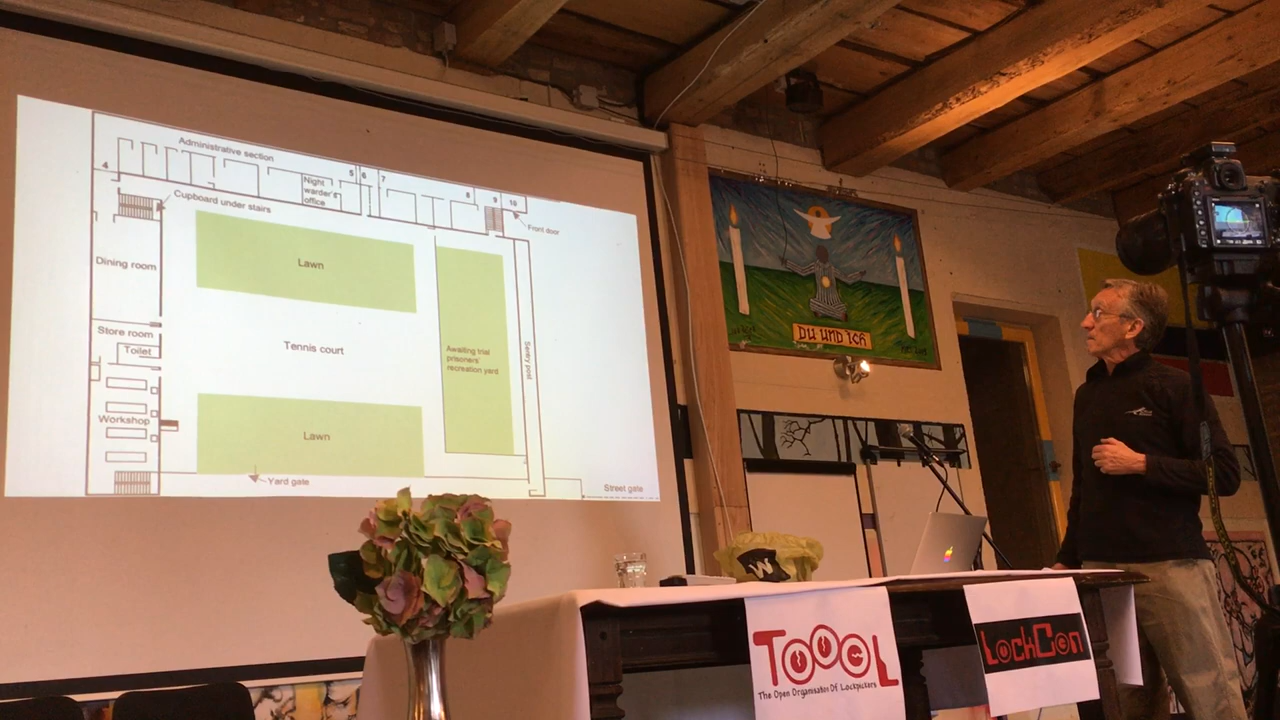 Administrative section
4
5
6
7
8
9
10
Night
warder's
office
Cupboard under stairs
Front door
Lawn
Dining room
Store room
Toilet
Tennis court
Awaiting trial
prisoners'
recreation yard
Sentry post
Workshop
Lawn
Yard gate
Street gate
DU UND ICH
W
TOOOL
The Open Organisation Of Lockpickers
LockCon